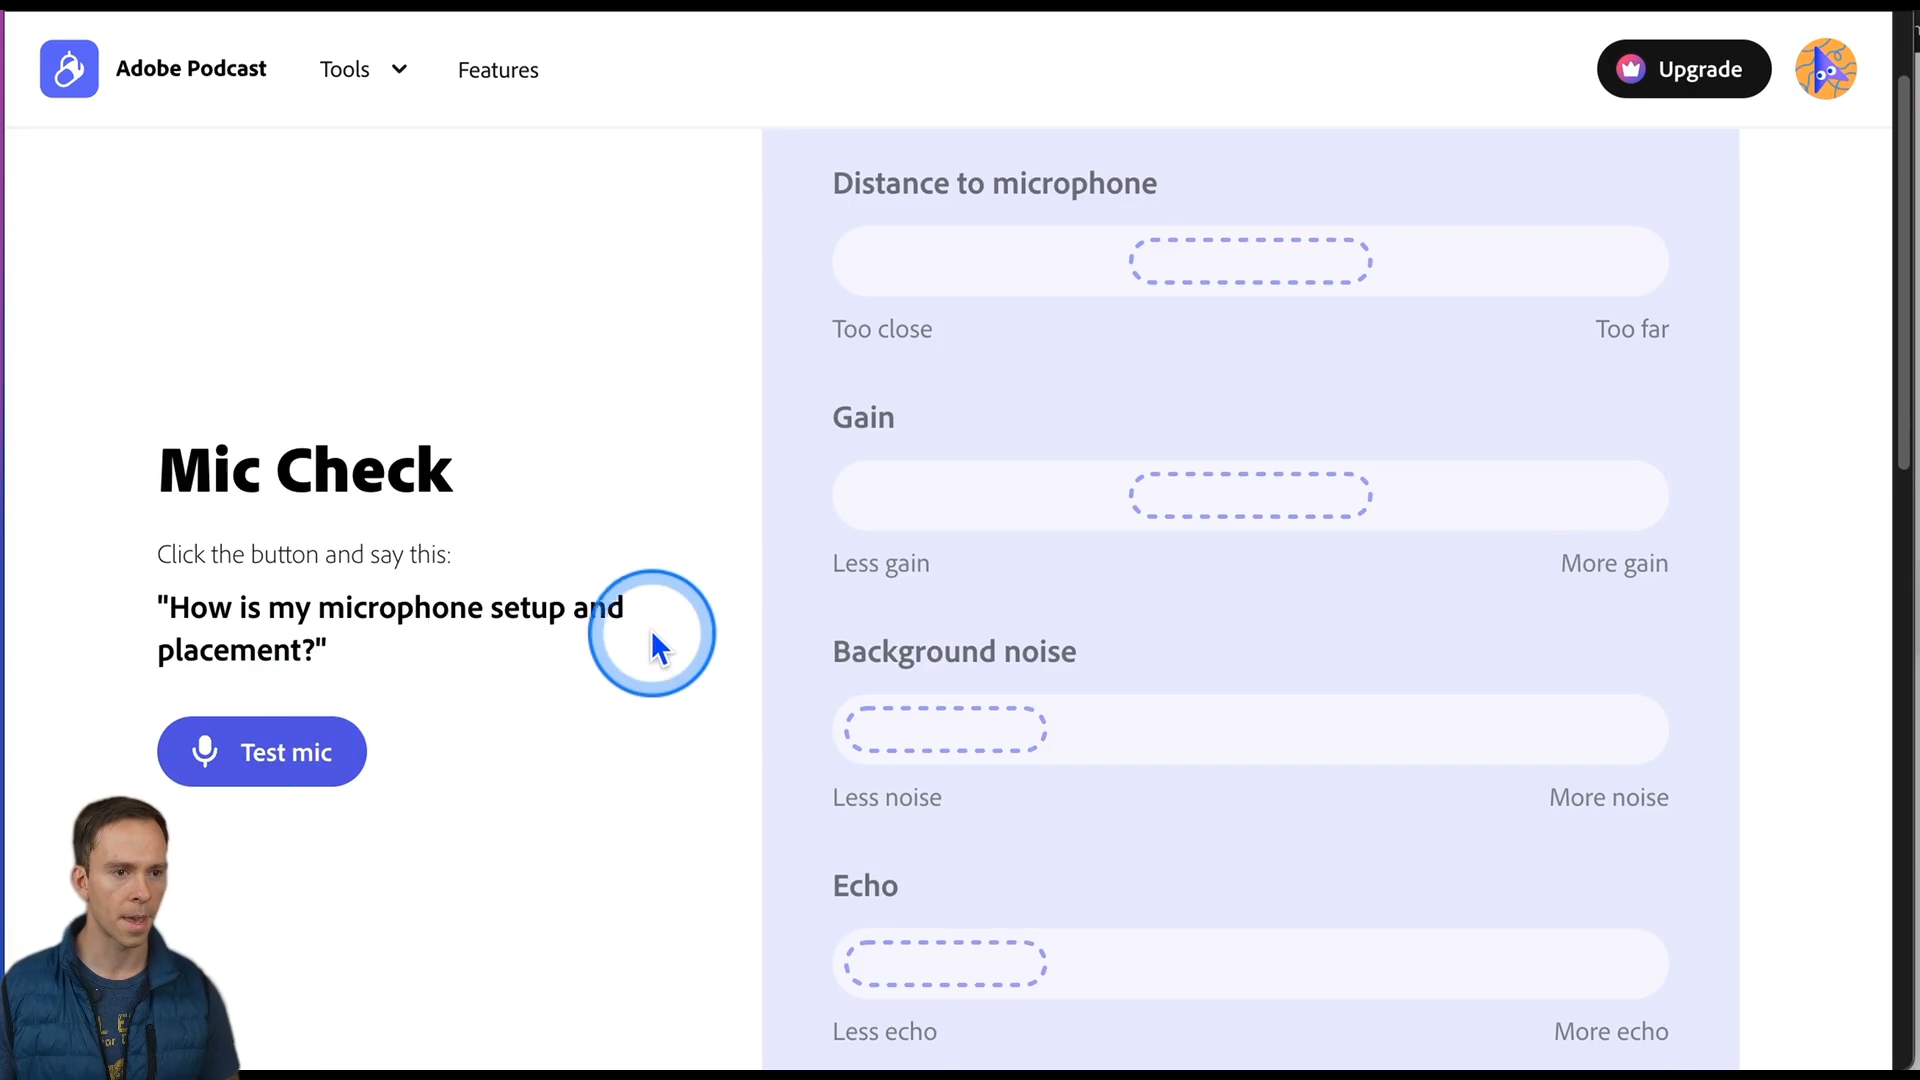 Adobe Podcast
Tools
Features
Upgrade
Mic Check
Click the button and say this:
"How is my microphone setup and
placement?"
Test mic
Distance to microphone
Too close
Too far
Gain
Less gain
More gain
Background noise
Less noise
More noise
Echo
Less echo
More echo